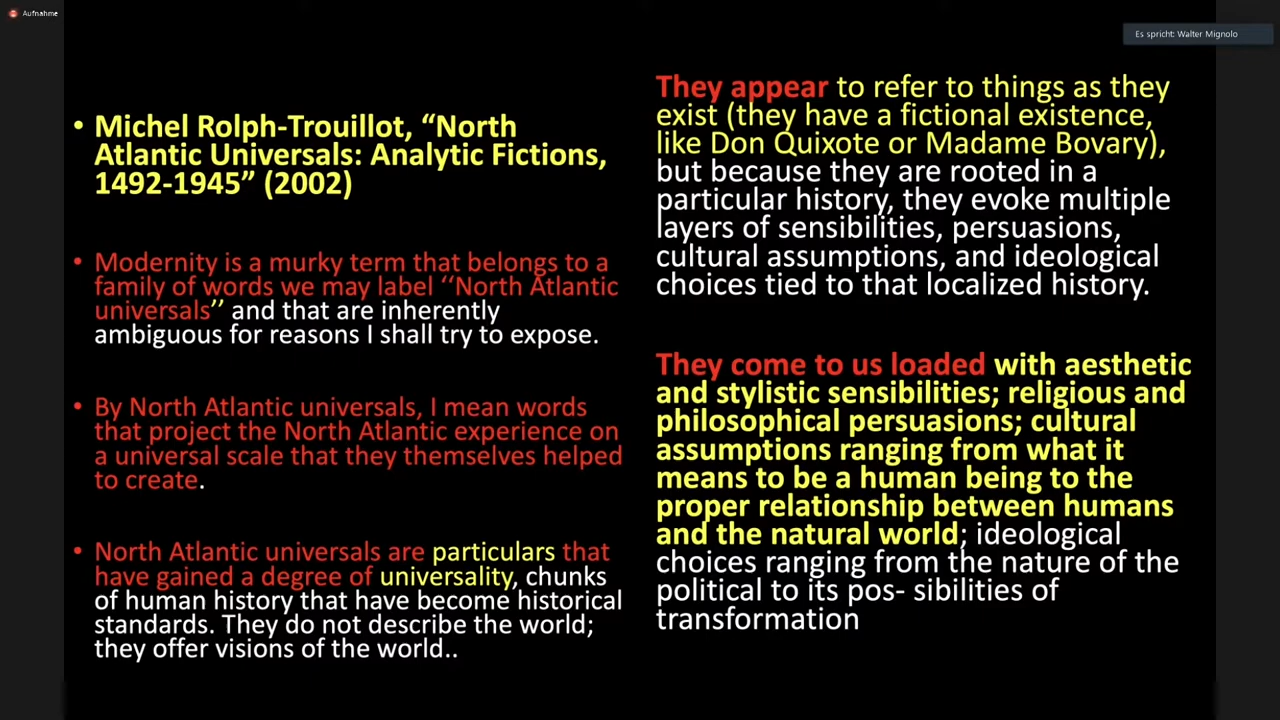 Aufnahme
Es spricht: Walter Mignolo
• Michel Rolph-Trouillot, “North
Atlantic Universals: Analytic Fictions,
1492-1945” (2002)
• Modernity is a murky term that belongs to a
family of words we may label ‘‘North Atlantic
universals’’ and that are inherently
ambiguous for reasons I shall try to expose.
• By North Atlantic universals, I mean words
that project the North Atlantic experience on
a universal scale that they themselves helped
to create.
• North Atlantic universals are particulars that
have gained a degree of universality, chunks
of human history that have become historical
standards. They do not describe the world;
they offer visions of the world..
They appear to refer to things as they
exist (they have a fictional existence,
like Don Quixote or Madame Bovary),
but because they are rooted in a
particular history, they evoke multiple
layers of sensibilities, persuasions,
cultural assumptions, and ideological
choices tied to that localized history.
They come to us loaded with aesthetic
and stylistic sensibilities; religious and
philosophical persuasions; cultural
assumptions ranging from what it
means to be a human being to the
proper relationship between humans
and the natural world; ideological
choices ranging from the nature of the
political to its pos- sibilities of
transformation